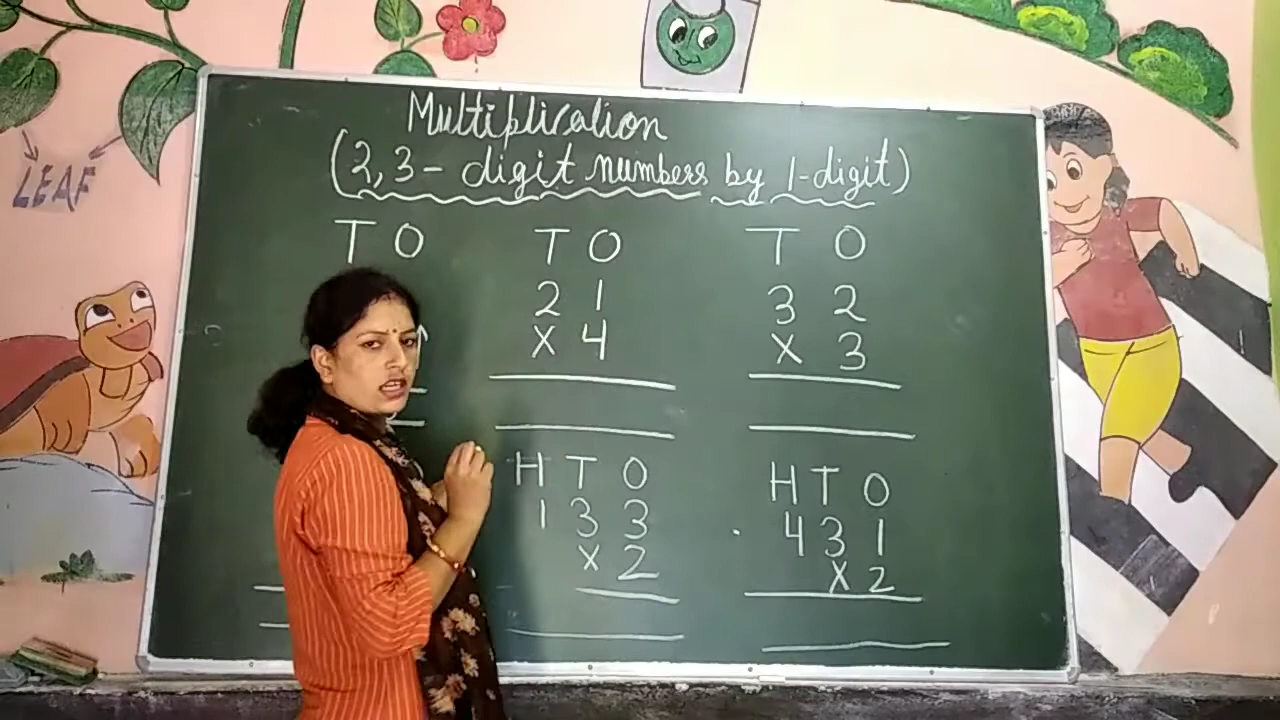 Multiplication
(2,3- digit numbers by 1-digit)
LEAF
T O T O T O
2 1 3 2
X 4 X 3
H T O H T O
1 3 3 4 3 1
X 2 X 2